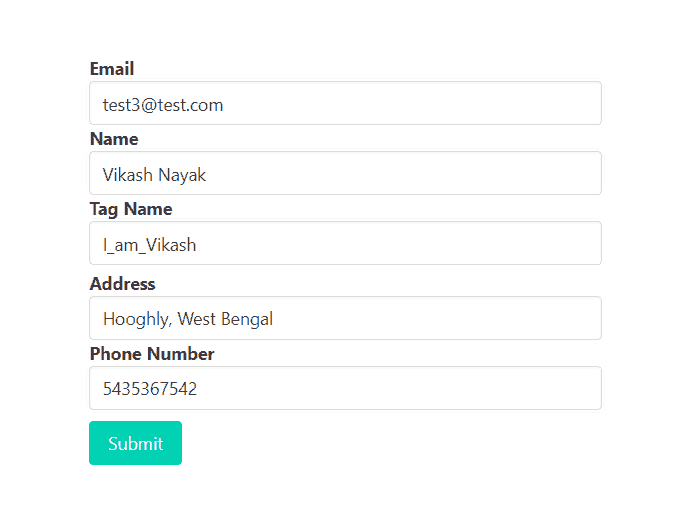 Email
test3@test.com
Name
Vikash Nayak
Tag Name
I_am_Vikash
Address
Hooghly, West Bengal
Phone Number
5435367542
Submit